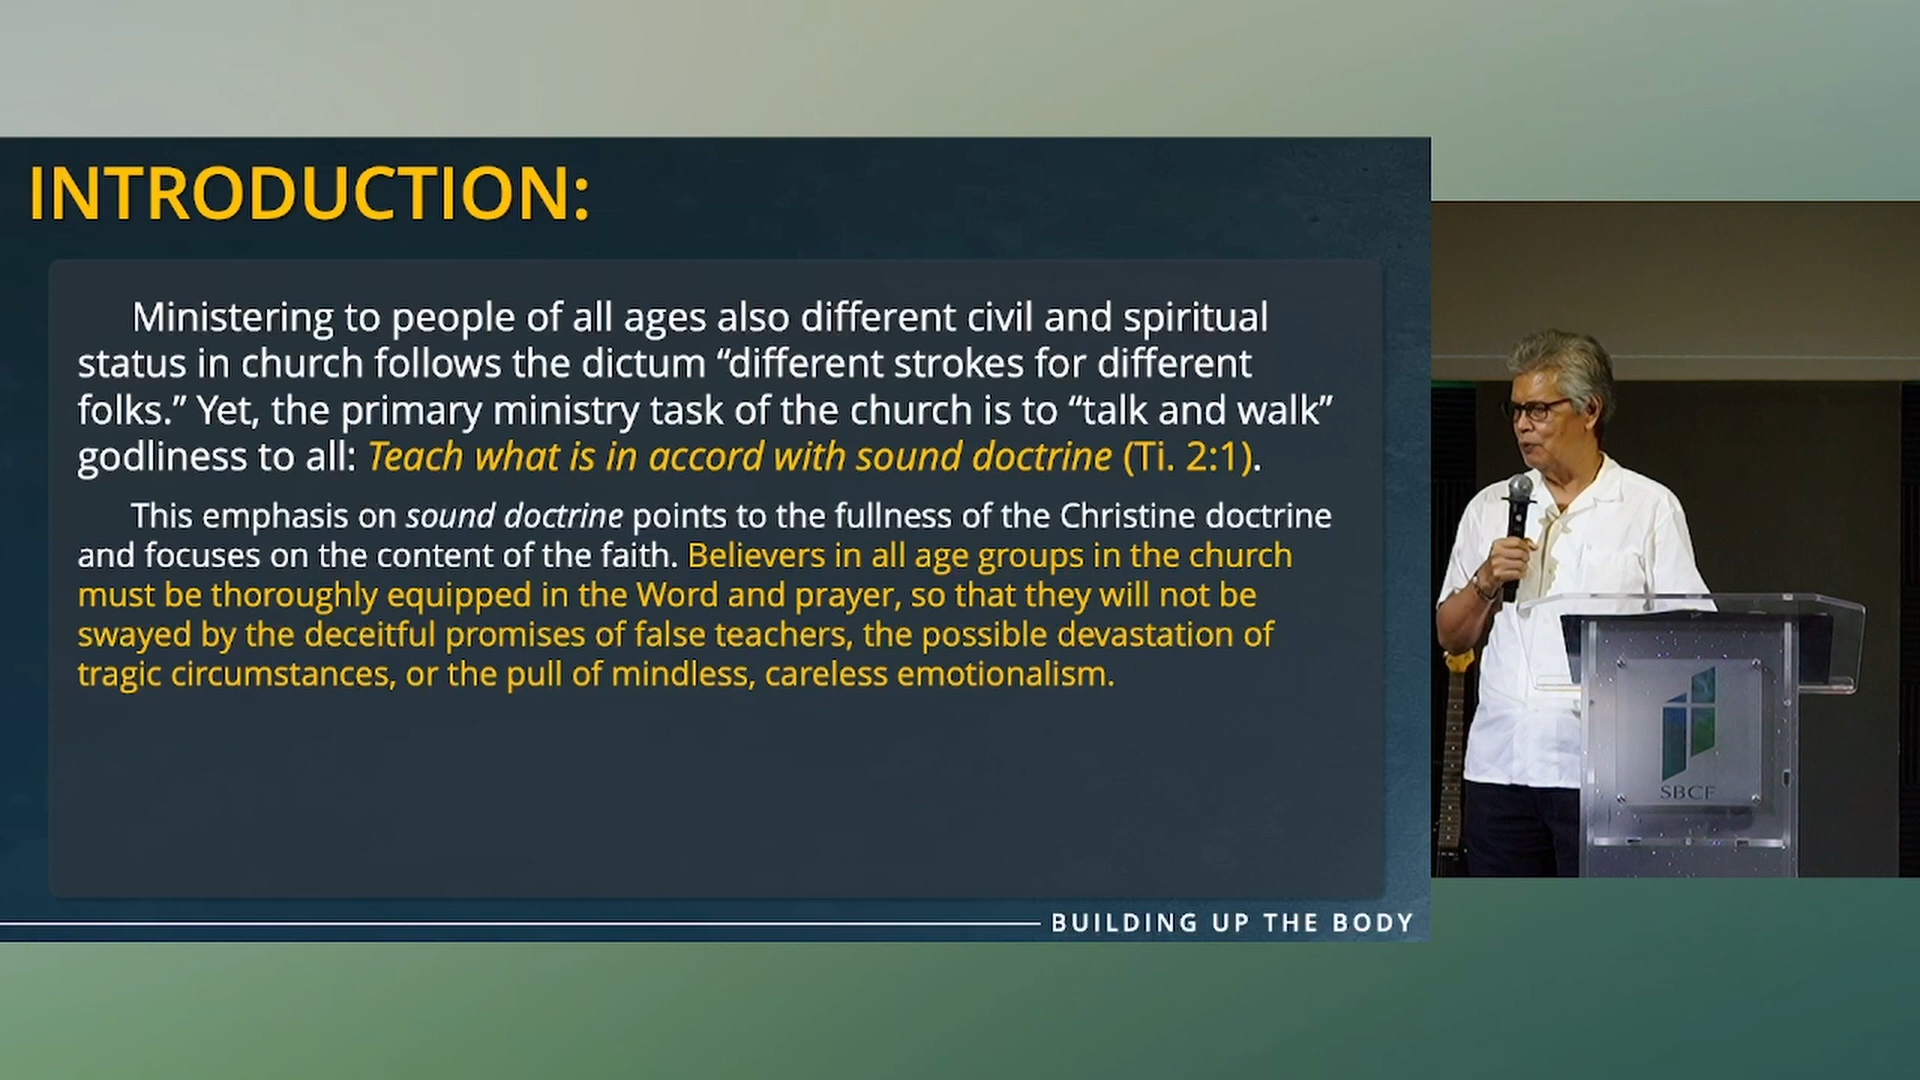 INTRODUCTION:
Ministering to people of all ages also different civil and spiritual
status in church follows the dictum “different strokes for different
folks.” Yet, the primary ministry task of the church is to “talk and walk”
godliness to all: Teach what is in accord with sound doctrine (Ti. 2:1).
This emphasis on sound doctrine points to the fullness of the Christine doctrine
and focuses on the content of the faith. Believers in all age groups in the church
must be thoroughly equipped in the Word and prayer, so that they will not be
swayed by the deceitful promises of false teachers, the possible devastation of
tragic circumstances, or the pull of mindless, careless emotionalism.
BUILDING UP THE BODY
SBCF